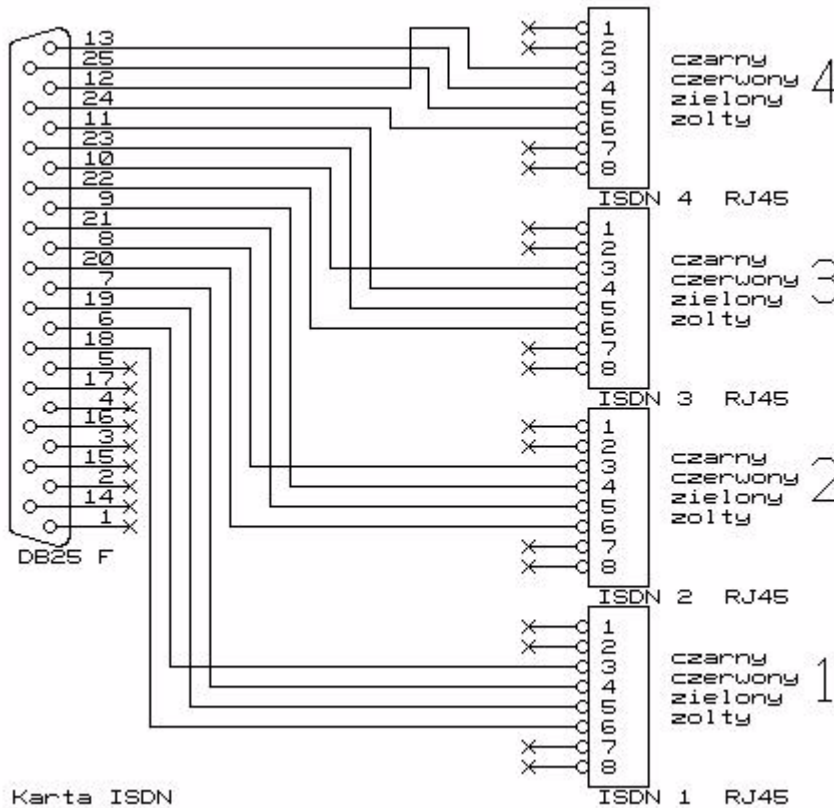 13
25
12
24
11
23
10
22
9
21
8
20
7
19
6
18
5
17
4
16
3
15
2
14
1
DB25 F
1
2
3
4
5
6
7
8
czarny
czerwony
zielony
zolty
4
ISDN 4 RJ45
1
2
3
4
5
6
7
8
czarny
czerwony
zielony
zolty
3
ISDN 3 RJ45
1
2
3
4
5
6
7
8
czarny
czerwony
zielony
zolty
2
ISDN 2 RJ45
1
2
3
4
5
6
7
8
czarny
czerwony
zielony
zolty
1
ISDN 1 RJ45
Karta ISDN